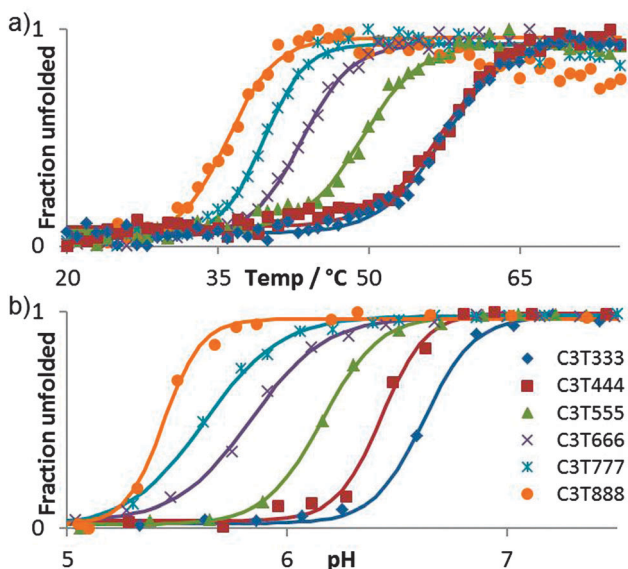 a)
1
Fraction unfolded
0
20
35
Temp / °C
50
65
b)
1
Fraction unfolded
0
5
6
pH
7
C3T333
C3T444
C3T555
C3T666
C3T777
C3T888